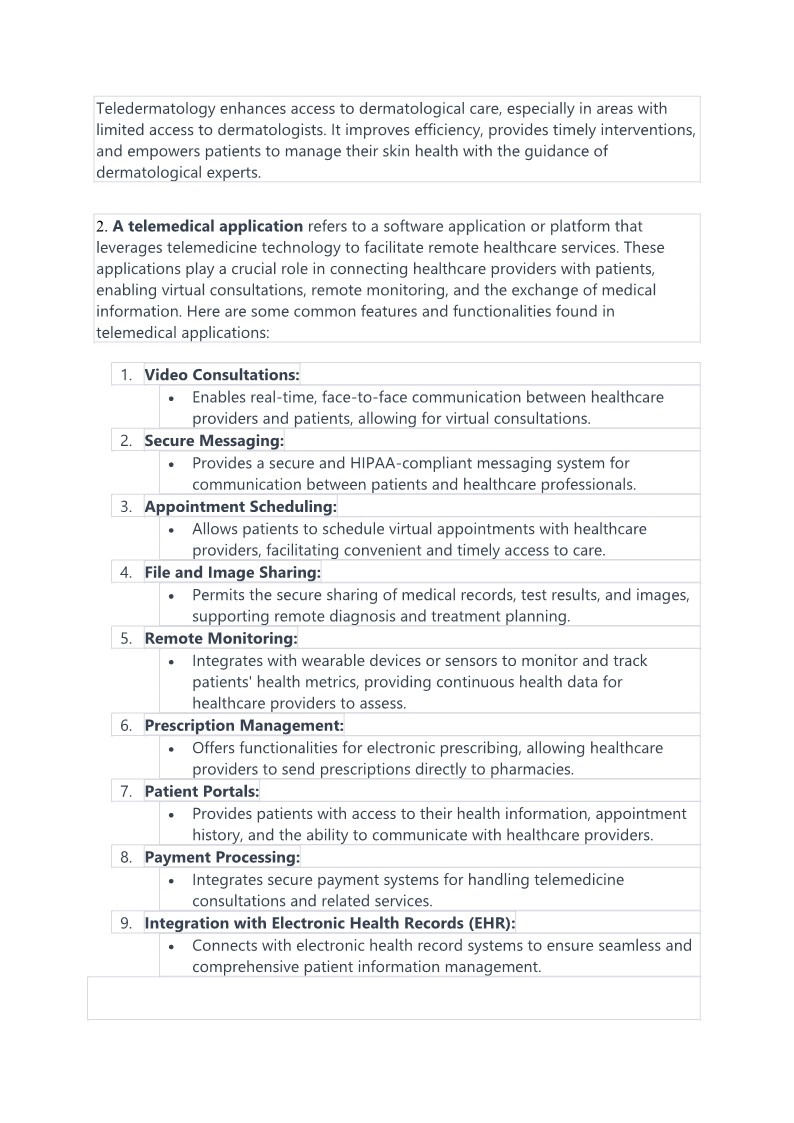 Teledermatology enhances access to dermatological care, especially in areas with
limited access to dermatologists. It improves efficiency, provides timely interventions,
and empowers patients to manage their skin health with the guidance of
dermatological experts.
2. A telemedical application refers to a software application or platform that
leverages telemedicine technology to facilitate remote healthcare services. These
applications play a crucial role in connecting healthcare providers with patients,
enabling virtual consultations, remote monitoring, and the exchange of medical
information. Here are some common features and functionalities found in
telemedical applications:
1. Video Consultations:
• Enables real-time, face-to-face communication between healthcare
providers and patients, allowing for virtual consultations.
2. Secure Messaging:
• Provides a secure and HIPAA-compliant messaging system for
communication between patients and healthcare professionals.
3. Appointment Scheduling:
• Allows patients to schedule virtual appointments with healthcare
providers, facilitating convenient and timely access to care.
4. File and Image Sharing:
• Permits the secure sharing of medical records, test results, and images,
supporting remote diagnosis and treatment planning.
5. Remote Monitoring:
• Integrates with wearable devices or sensors to monitor and track
patients' health metrics, providing continuous health data for
healthcare providers to assess.
6. Prescription Management:
• Offers functionalities for electronic prescribing, allowing healthcare
providers to send prescriptions directly to pharmacies.
7. Patient Portals:
• Provides patients with access to their health information, appointment
history, and the ability to communicate with healthcare providers.
8. Payment Processing:
• Integrates secure payment systems for handling telemedicine
consultations and related services.
9. Integration with Electronic Health Records (EHR):
• Connects with electronic health record systems to ensure seamless and
comprehensive patient information management.